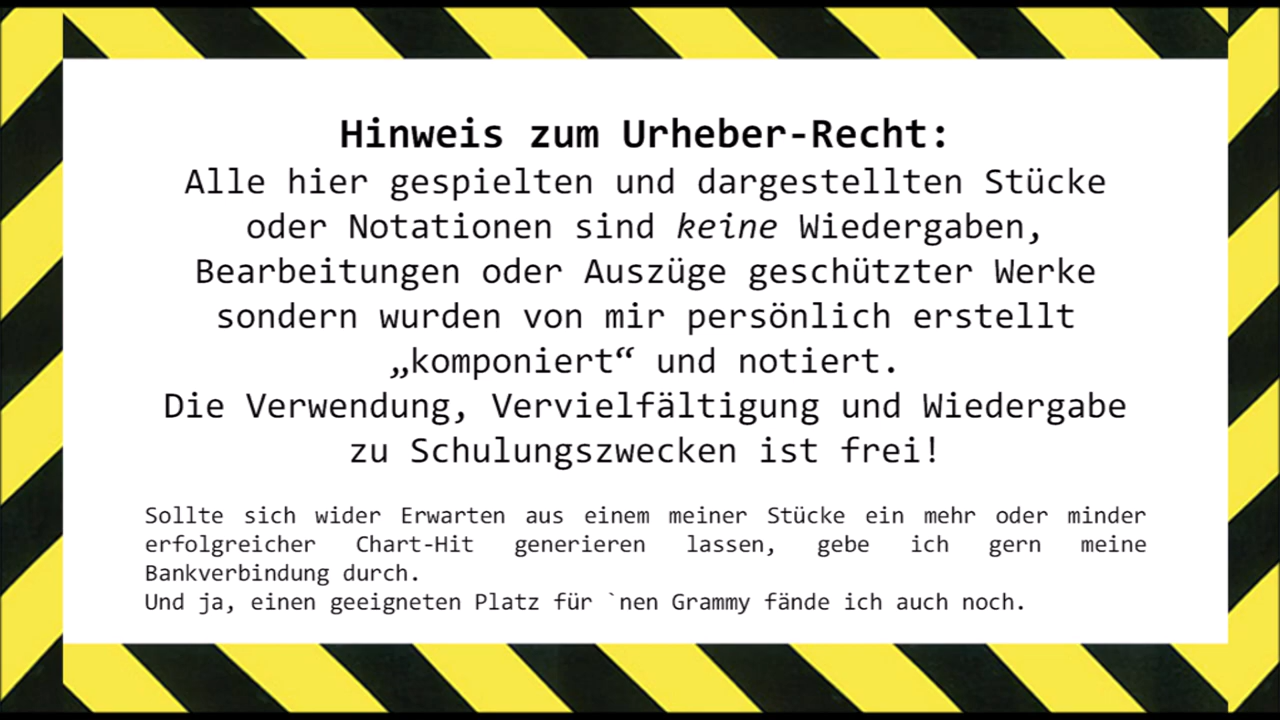 Hinweis zum Urheber-Recht:
Alle hier gespielten und dargestellten Stücke
oder Notationen sind keine Wiedergaben,
Bearbeitungen oder Auszüge geschützter Werke
sondern wurden von mir persönlich erstellt
„komponiert“ und notiert.
Die Verwendung, Vervielfältigung und Wiedergabe
zu Schulungszwecken ist frei!
Sollte sich wider Erwarten aus einem meiner Stücke ein mehr oder minder
erfolgreicher Chart-Hit generieren lassen, gebe ich gern meine
Bankverbindung durch.
Und ja, einen geeigneten Platz für `nen Grammy fände ich auch noch.